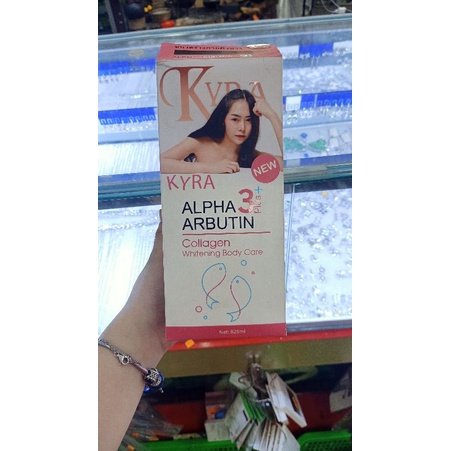 KYRA
NEW
KYRA
ALPHA 3 Plus+
ARBUTIN
Collagen
Whitening Body Care